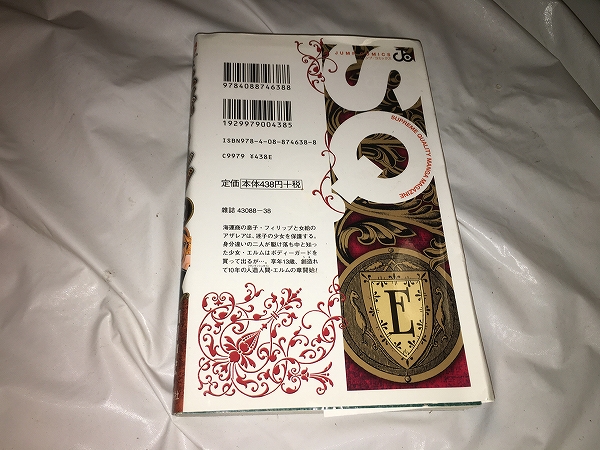 JUMP COMICS
SQ
SUPREME QUALITY MANGA MAGAZINE
9784088746388
1929979004385
ISBN978-4-08-874638-8
C9979 ¥438E
定価 本体438円+税
雑誌 43088-38
海運商の息子・フィリップと女給の
アザレアは、迷子の少女を保護する。
身分違いの二人が駆け落ち中と知っ
た少女・エルムはボディーガードを
買って出るが…。享年13歳、創造れ
て10年の人造人間・エルムの章開始!
E